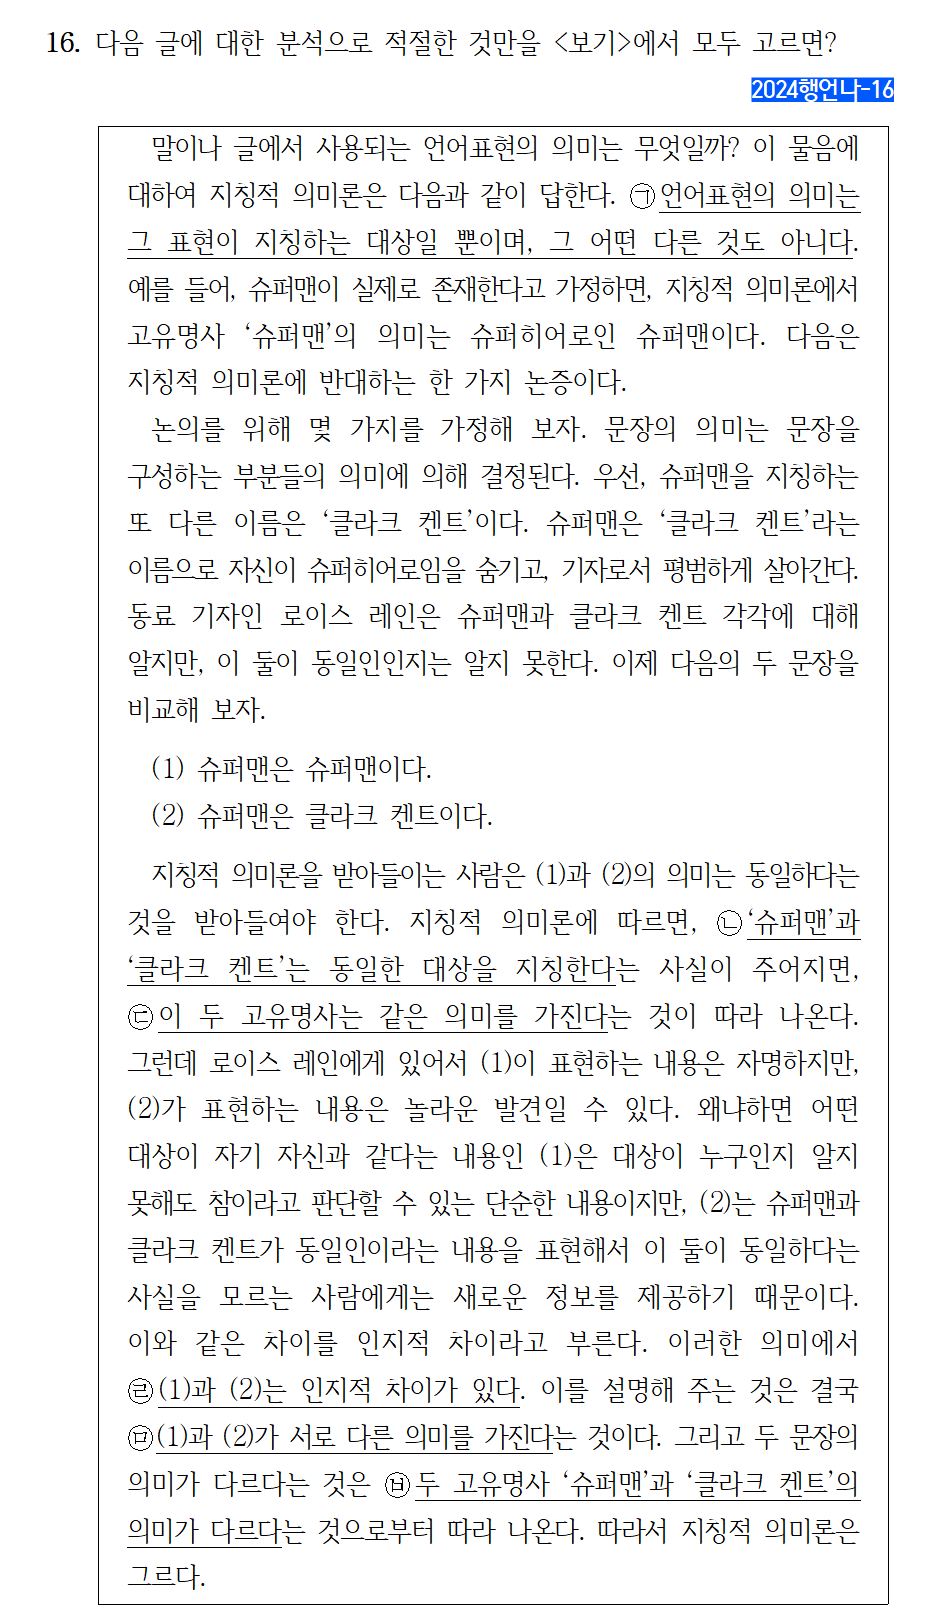 16. 다음 글에 대한 분석으로 적절한 것만을 <보기>에서 모두 고르면?
2024행언나-16
말이나 글에서 사용되는 언어표현의 의미는 무엇일까? 이 물음에
대하여 지칭적 의미론은 다음과 같이 답한다. ㉠언어표현의 의미는
그 표현이 지칭하는 대상일 뿐이며, 그 어떤 다른 것도 아니다.
예를 들어, 슈퍼맨이 실제로 존재한다고 가정하면, 지칭적 의미론에서
고유명사 ‘슈퍼맨’의 의미는 슈퍼히어로인 슈퍼맨이다. 다음은
지칭적 의미론에 반대하는 한 가지 논증이다.
논의를 위해 몇 가지를 가정해 보자. 문장의 의미는 문장을
구성하는 부분들의 의미에 의해 결정된다. 우선, 슈퍼맨을 지칭하는
또 다른 이름은 ‘클라크 켄트’이다. 슈퍼맨은 ‘클라크 켄트’라는
이름으로 자신이 슈퍼히어로임을 숨기고, 기자로서 평범하게 살아간다.
동료 기자인 로이스 레인은 슈퍼맨과 클라크 켄트 각각에 대해
알지만, 이 둘이 동일인인지는 알지 못한다. 이제 다음의 두 문장을
비교해 보자.
(1) 슈퍼맨은 슈퍼맨이다.
(2) 슈퍼맨은 클라크 켄트이다.
지칭적 의미론을 받아들이는 사람은 (1)과 (2)의 의미는 동일하다는
것을 받아들여야 한다. 지칭적 의미론에 따르면, ㉡‘슈퍼맨’과
‘클라크 켄트’는 동일한 대상을 지칭한다는 사실이 주어지면,
㉢이 두 고유명사는 같은 의미를 가진다는 것이 따라 나온다.
그런데 로이스 레인에게 있어서 (1)이 표현하는 내용은 자명하지만,
(2)가 표현하는 내용은 놀라운 발견일 수 있다. 왜냐하면 어떤
대상이 자기 자신과 같다는 내용인 (1)은 대상이 누구인지 알지
못해도 참이라고 판단할 수 있는 단순한 내용이지만, (2)는 슈퍼맨과
클라크 켄트가 동일인이라는 내용을 표현해서 이 둘이 동일하다는
사실을 모르는 사람에게는 새로운 정보를 제공하기 때문이다.
이와 같은 차이를 인지적 차이라고 부른다. 이러한 의미에서
㉣(1)과 (2)는 인지적 차이가 있다. 이를 설명해 주는 것은 결국
㉤(1)과 (2)가 서로 다른 의미를 가진다는 것이다. 그리고 두 문장의
의미가 다르다는 것은 ㉥두 고유명사 ‘슈퍼맨’과 ‘클라크 켄트’의
의미가 다르다는 것으로부터 따라 나온다. 따라서 지칭적 의미론은
그르다.